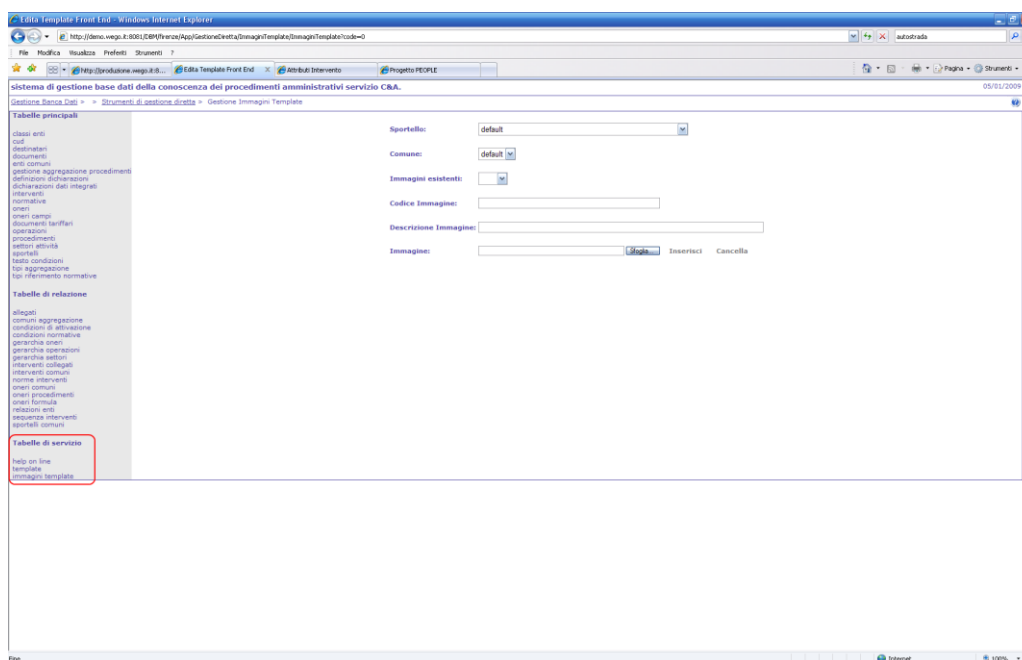 Edita Template Front End - Windows Internet Explorer
http://demo.wego.it:8081/DBM/firenze/App/GestioneDiretta/ImmaginiTemplate/ImmaginiTemplate?code=0
autostrada
File Modifica Visualizza Preferiti Strumenti ?
http://produzione.wego.it:8... Edita Template Front End Attributi Intervento Progetto PEOPLE Pagina Strumenti
sistema di gestione base dati della conoscenza dei procedimenti amministrativi servizio C&A. 05/01/2009
Gestione Banca Dati > > Strumenti di gestione diretta > Gestione Immagini Template
Tabelle principali
classi enti
cud
destinatari
documenti
enti comuni
gestione aggregazione procedimenti
definizioni dichiarazioni
dichiarazioni dati integrati
interventi
normative
oneri
oneri campi
documenti tariffari
operazioni
procedimenti
settori attività
sportelli
testo condizioni
tipi aggregazione
tipi riferimento normative
Tabelle di relazione
allegati
comuni aggregazione
condizioni di attivazione
condizioni normative
gerarchia oneri
gerarchia operazioni
gerarchia settori
interventi collegati
interventi comuni
norme interventi
oneri comuni
oneri procedimenti
oneri formula
relazioni enti
sequenza interventi
sportelli comuni
Tabelle di servizio
help on line
template
immagini template
Sportello: default
Comune: default
Immagini esistenti:
Codice Immagine:
Descrizione Immagine:
Immagine: Sfoglia... Inserisci Cancella
Fine Internet 100%